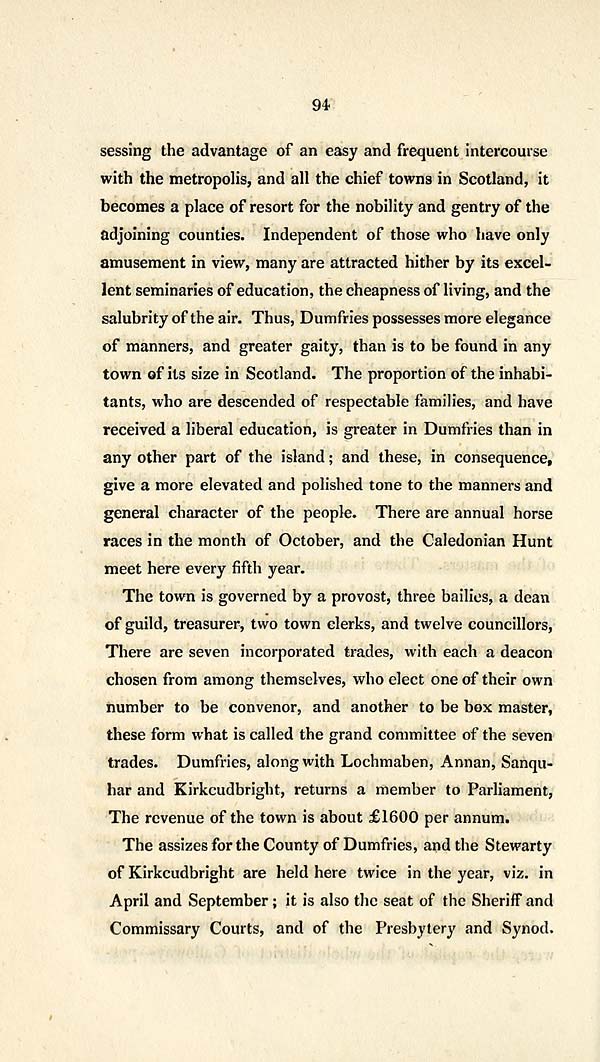 94
sessing the advantage of an easy and frequent intercourse
with the metropolis, and all the chief towns in Scotland, it
becomes a place of resort for the nobility and gentry of the
adjoining counties. Independent of those who have only
amusement in view, many are attracted hither by its excel-
lent seminaries of education, the cheapness of living, and the
salubrity of the air. Thus, Dumfries possesses more elegance
of manners, and greater gaity, than is to be found in any
town of its size in Scotland. The proportion of the inhabi-
tants, who are descended of respectable families, and have
received a liberal education, is greater in Dumfries than in
any other part of the island; and these, in consequence,
give a more elevated and polished tone to the manners and
general character of the people. There are annual horse
races in the month of October, and the Caledonian Hunt
meet here every fifth year.
The town is governed by a provost, three bailies, a dean
of guild, treasurer, two town clerks, and twelve councillors,
There are seven incorporated trades, with each a deacon
chosen from among themselves, who elect one of their own
number to be convenor, and another to be box master,
these form what is called the grand committee of the seven
trades. Dumfries, along with Lochmaben, Annan, Sanqu-
har and Kirkcudbright, returns a member to Parliament,
The revenue of the town is about £1600 per annum.
The assizes for the County of Dumfries, and the Stewarty
of Kirkcudbright are held here twice in the year, viz. in
April and September; it is also the seat of the Sheriff and
Commissary Courts, and of the Presbytery and Synod.